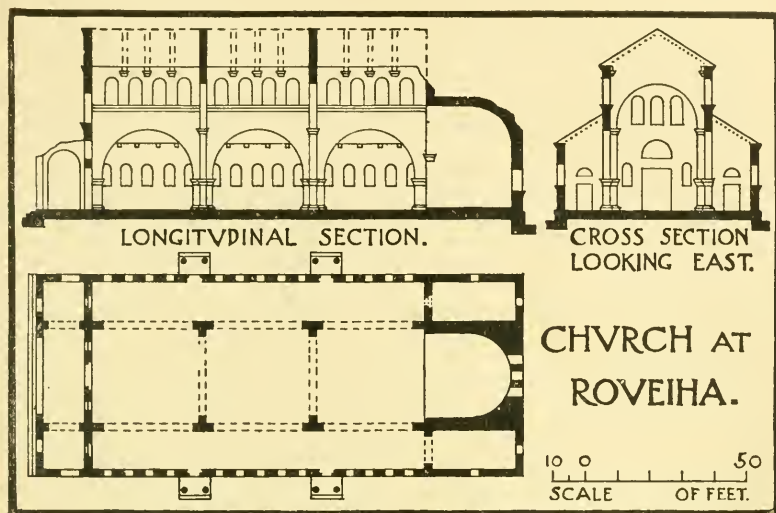 LONGITVDINAL SECTION.
CROSS SECTION
LOOKING EAST.
CHVRCH AT
ROVEIHA.
10 0 50
SCALE OF FEET.